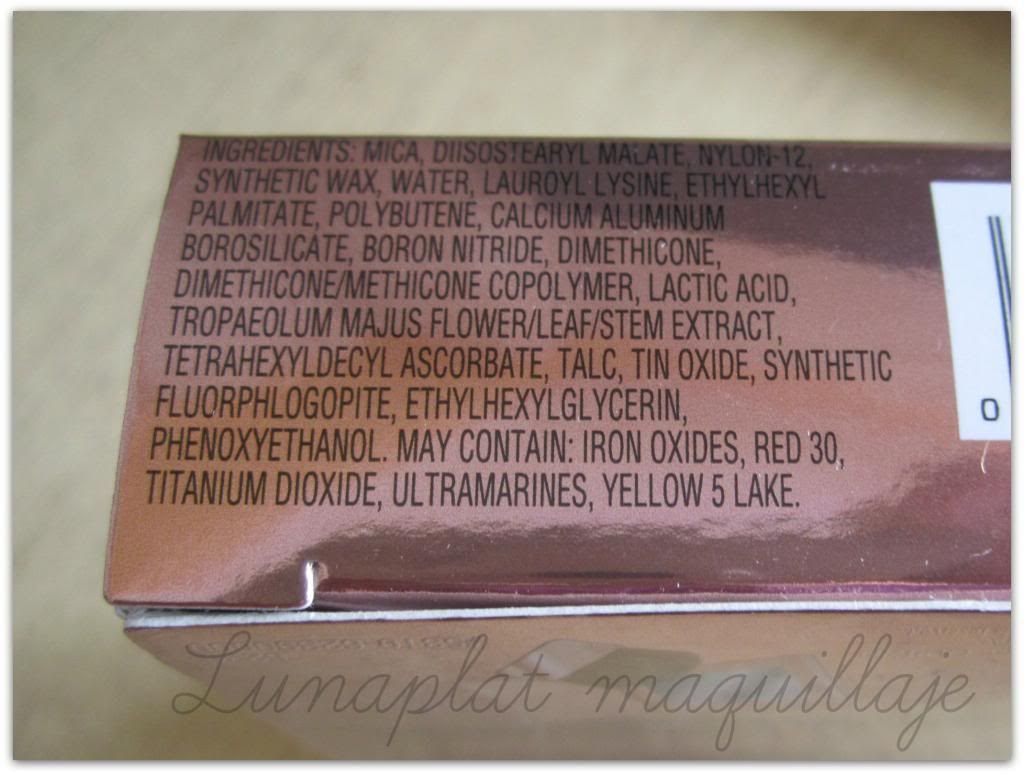 INGREDIENTS: MICA, DIISOSTEARYL MALATE, NYLON-12,
SYNTHETIC WAX, WATER, LAUROYL LYSINE, ETHYLHEXYL
PALMITATE, POLYBUTENE, CALCIUM ALUMINUM
BOROSILICATE, BORON NITRIDE, DIMETHICONE,
DIMETHICONE/METHICONE COPOLYMER, LACTIC ACID,
TROPAEOLUM MAJUS FLOWER/LEAF/STEM EXTRACT,
TETRAHEXYLDECYL ASCORBATE, TALC, TIN OXIDE, SYNTHETIC
FLUORPHLOGOPITE, ETHYLHEXYLGLYCERIN,
PHENOXYETHANOL. MAY CONTAIN: IRON OXIDES, RED 30,
TITANIUM DIOXIDE, ULTRAMARINES, YELLOW 5 LAKE.
0
Lunaplat maquillaje